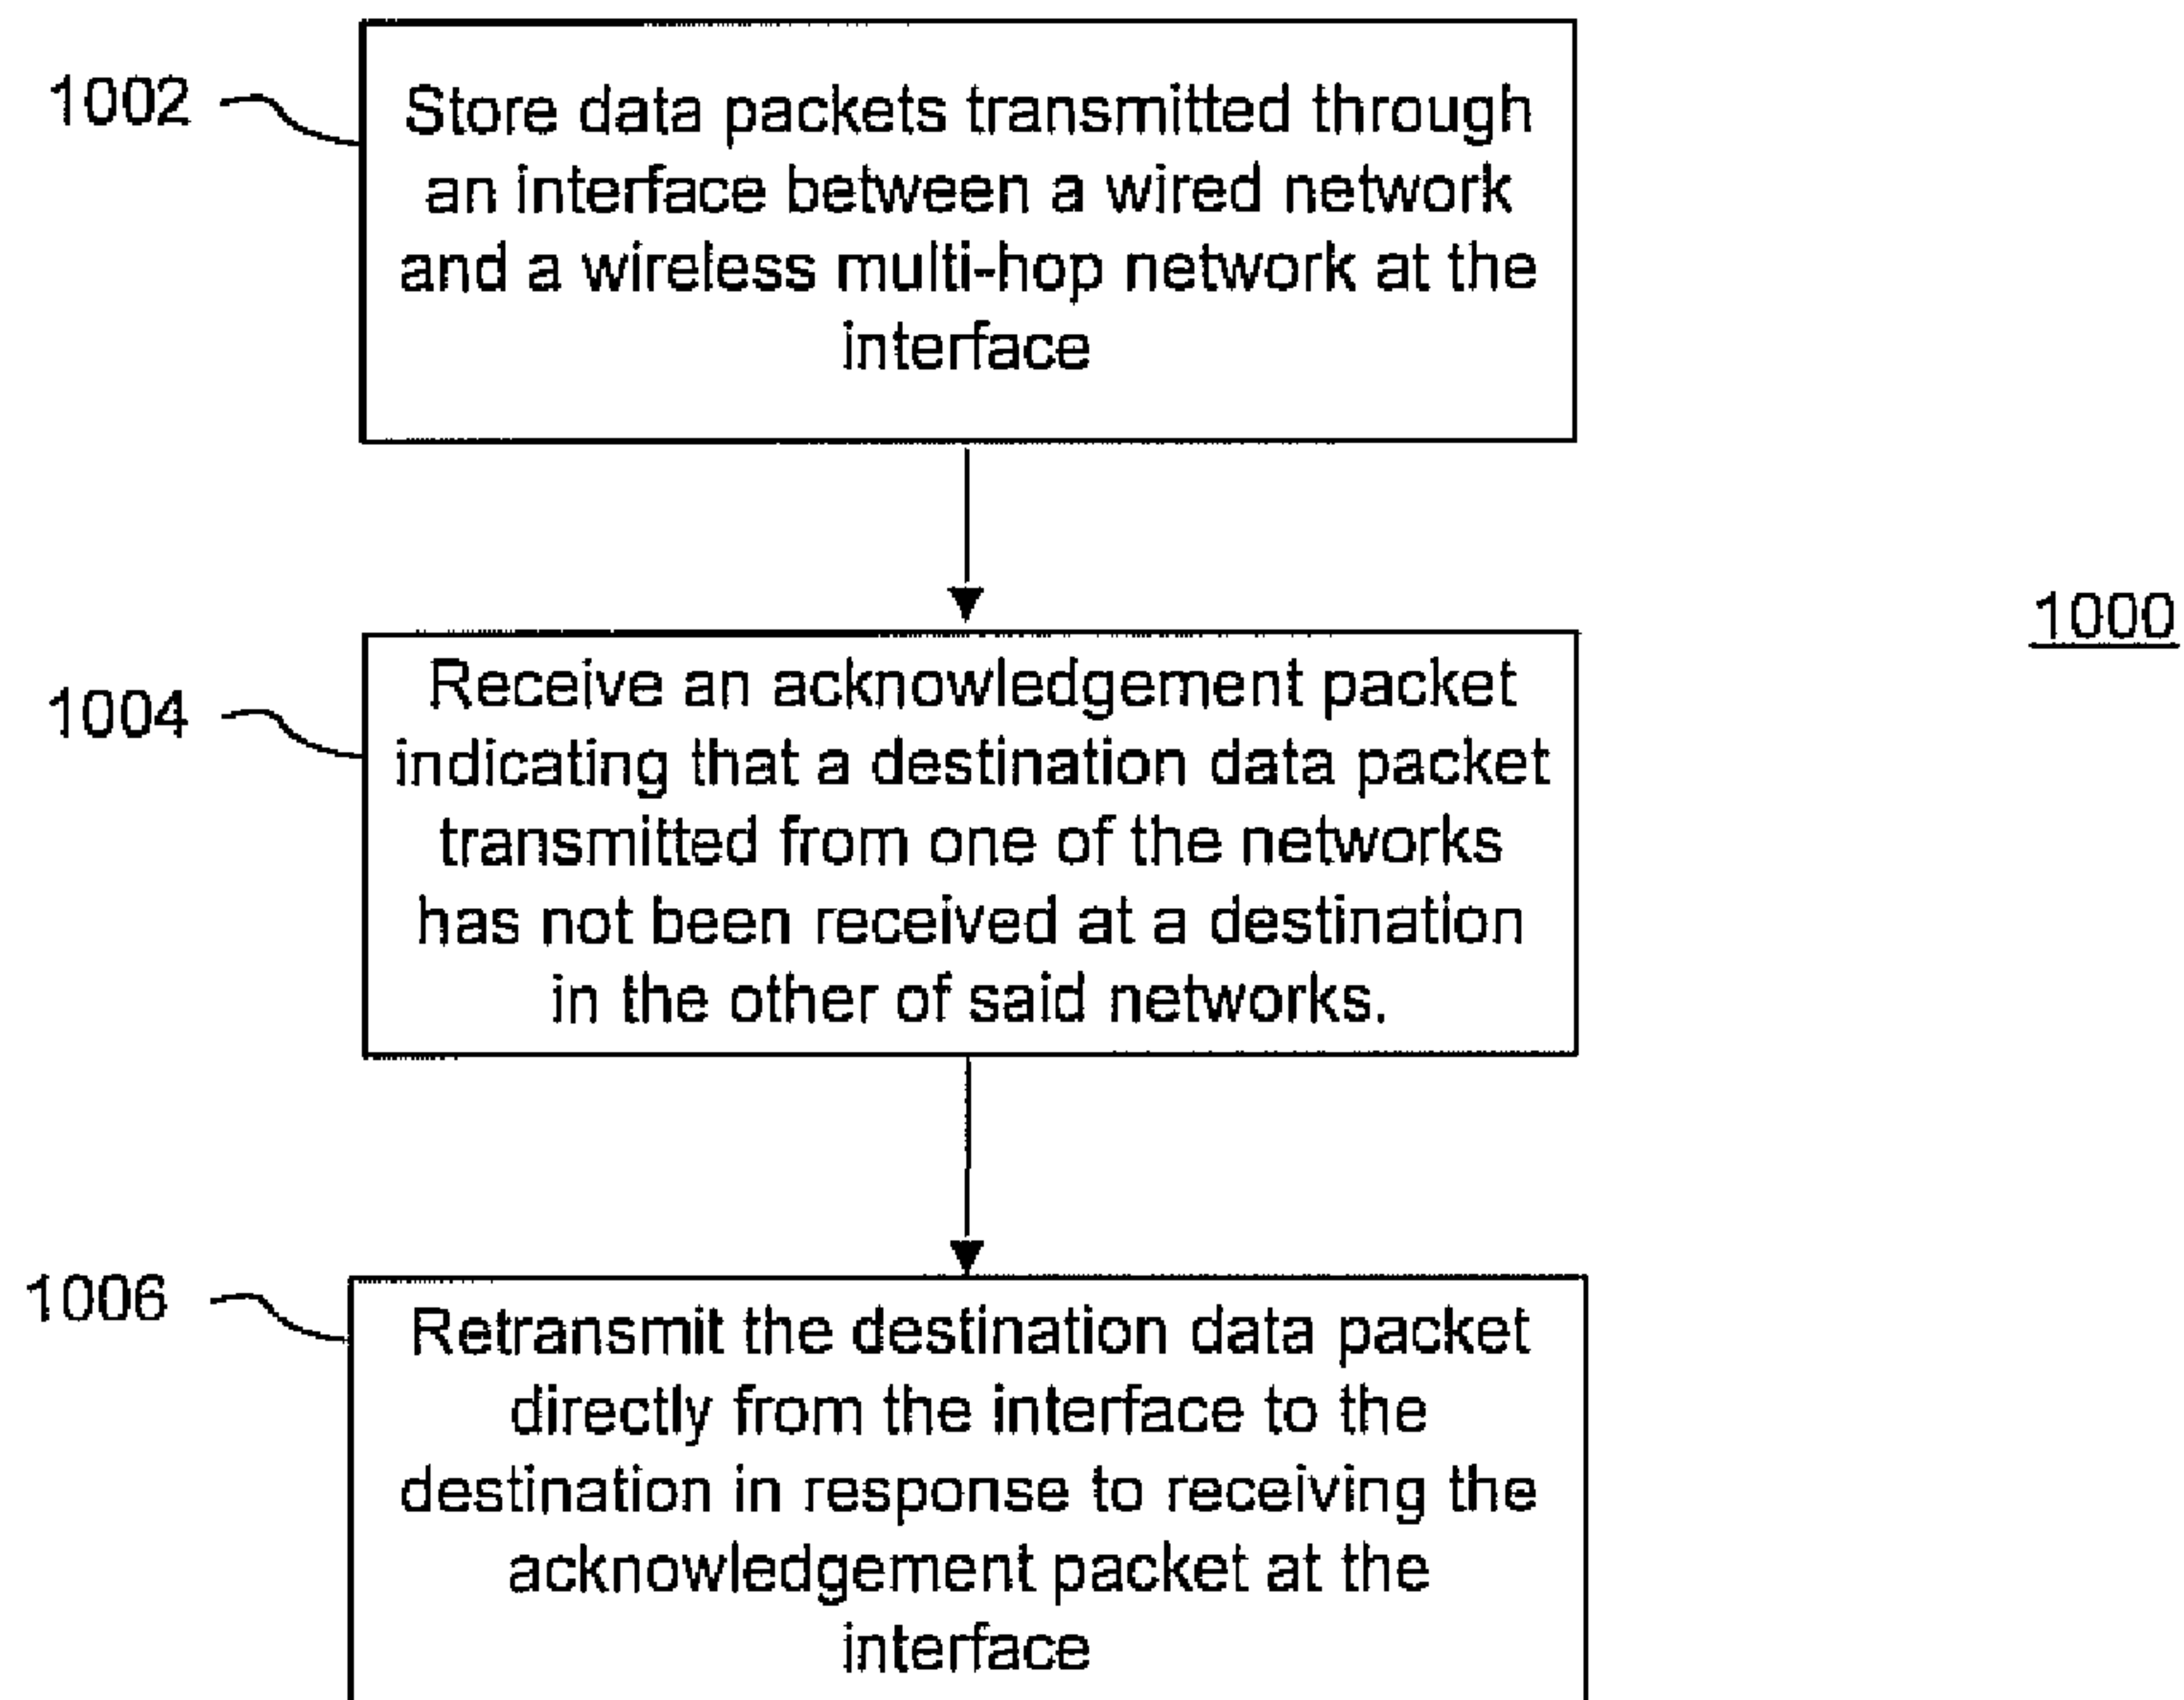 1002
Store data packets transmitted through
an interface between a wired network
and a wireless multi-hop network at the
interface
1000
1004
Receive an acknowledgement packet
indicating that a destination data packet
transmitted from one of the networks
has not been received at a destination
in the other of said networks.
1006
Retransmit the destination data packet
directly from the interface to the
destination in response to receiving the
acknowledgement packet at the
interface